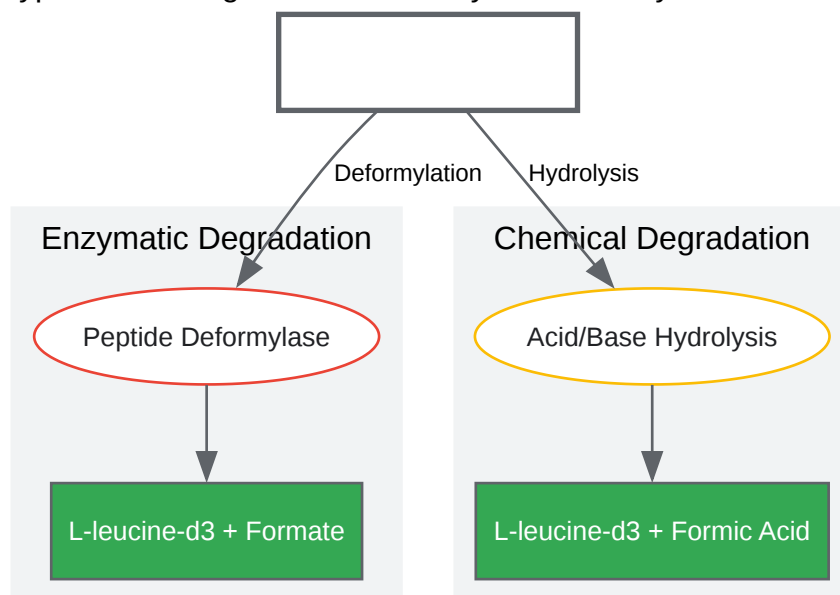 Deformylation Hydrolysis
Enzymatic Degradation
Chemical Degradation
Peptide Deformylase
Acid/Base Hydrolysis
L-leucine-d3 + Formate
L-leucine-d3 + Formic Acid